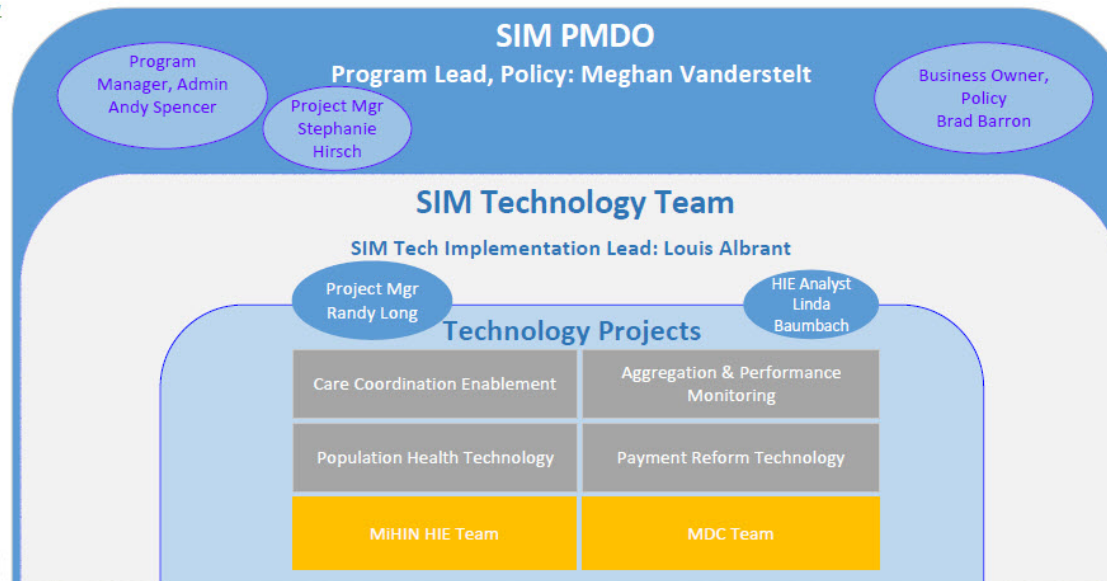 SIM PMDO
Program Lead, Policy: Meghan Vanderstelt
Program
Manager, Admin
Andy Spencer
Project Mgr
Stephanie
Hirsch
Business Owner,
Policy
Brad Barron
SIM Technology Team
SIM Tech Implementation Lead: Louis Albrant
Project Mgr
Randy Long
HIE Analyst
Linda
Baumbach
Technology Projects
Care Coordination Enablement
Aggregation & Performance
Monitoring
Population Health Technology
Payment Reform Technology
MiHIN HIE Team
MDC Team